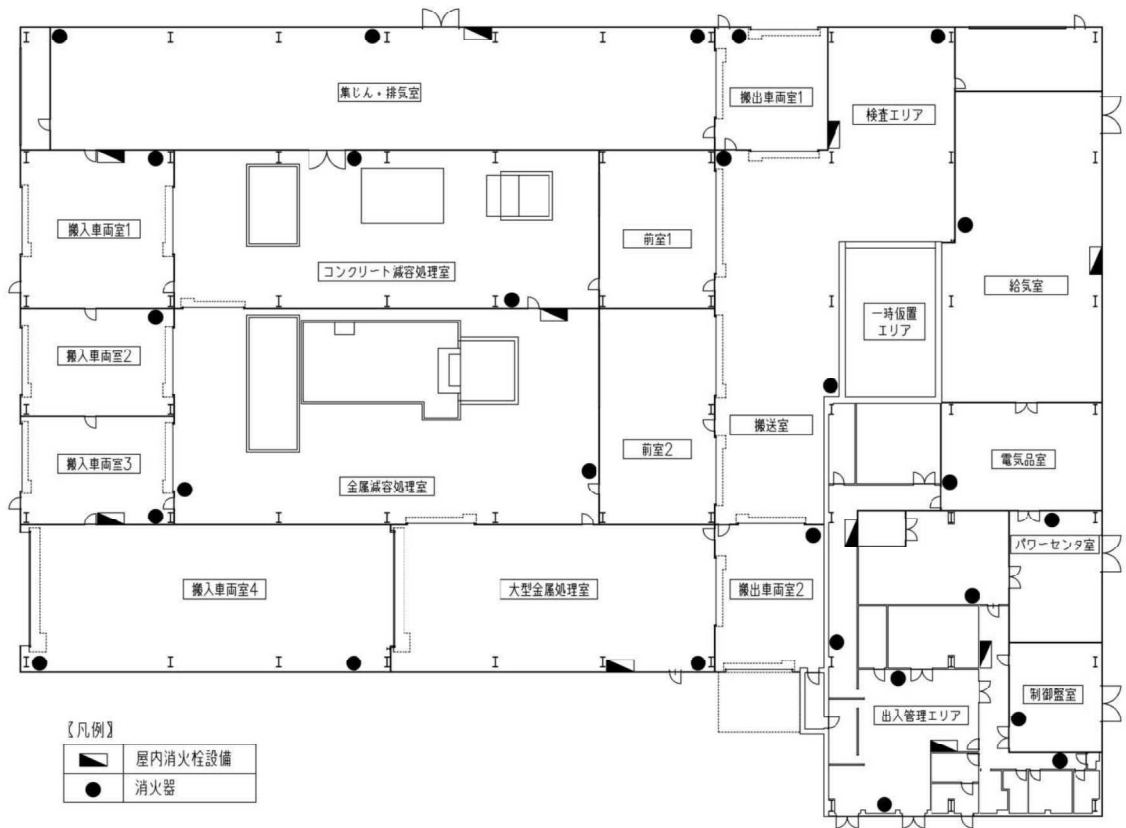 集じん・排気室
搬出車両室1
検査エリア
搬入車両室1
コンクリート減容処理室
前室1
給気室
一時仮置
エリア
搬入車両室2
搬入車両室3
金属減容処理室
前室2
搬送室
電気品室
パワーセンタ室
搬入車両室4
大型金属処理室
搬出車両室2
制御盤室
出入管理エリア
【凡例】
屋内消火栓設備
消火器